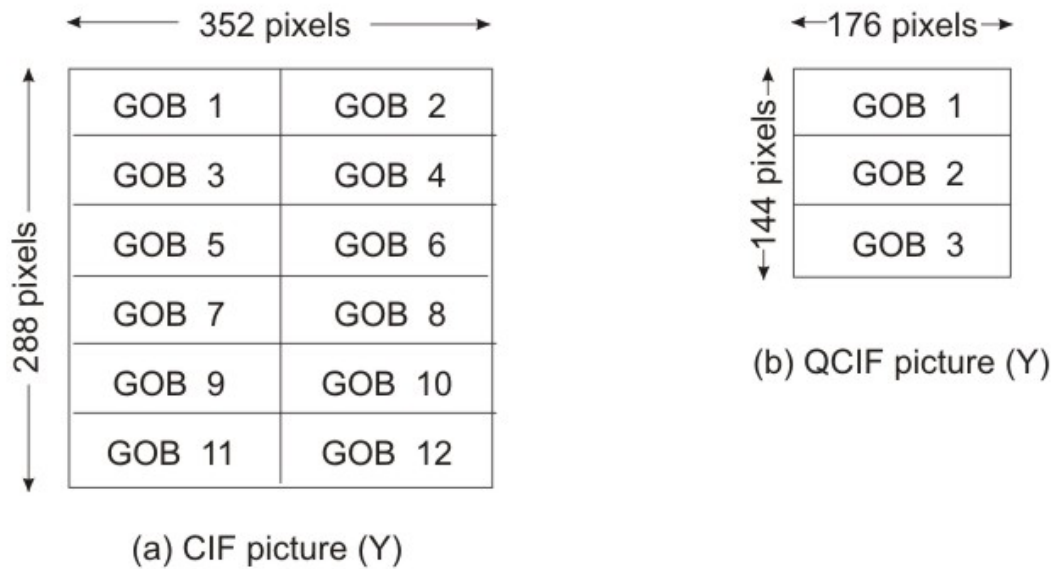 352 pixels
288 pixels
GOB 1
GOB 2
GOB 3
GOB 4
GOB 5
GOB 6
GOB 7
GOB 8
GOB 9
GOB 10
GOB 11
GOB 12
(a) CIF picture (Y)
176 pixels
144 pixels
GOB 1
GOB 2
GOB 3
(b) QCIF picture (Y)